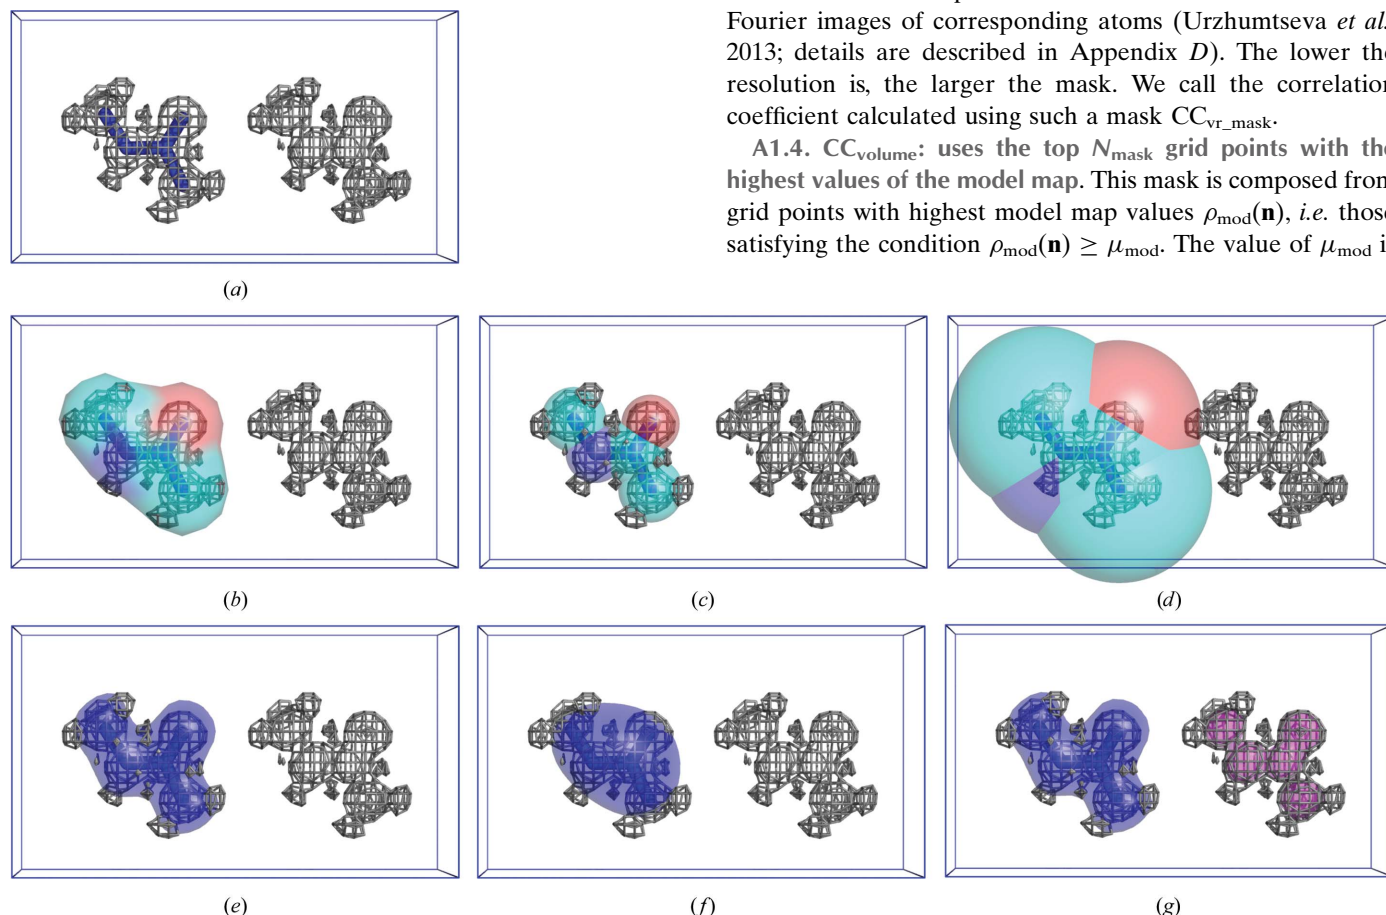 Fourier images of corresponding atoms (Urzhumtseva et al.
2013; details are described in Appendix D). The lower the
resolution is, the larger the mask. We call the correlation
coefficient calculated using such a mask CCvr_mask.
A1.4. CCvolume: uses the top Nmask grid points with the
highest values of the model map. This mask is composed from
grid points with highest model map values ρmod(n), i.e. those
satisfying the condition ρmod(n) ≥ μmod. The value of μmod i
(a)
(b)
(c)
(d)
(e)
(f)
(g)